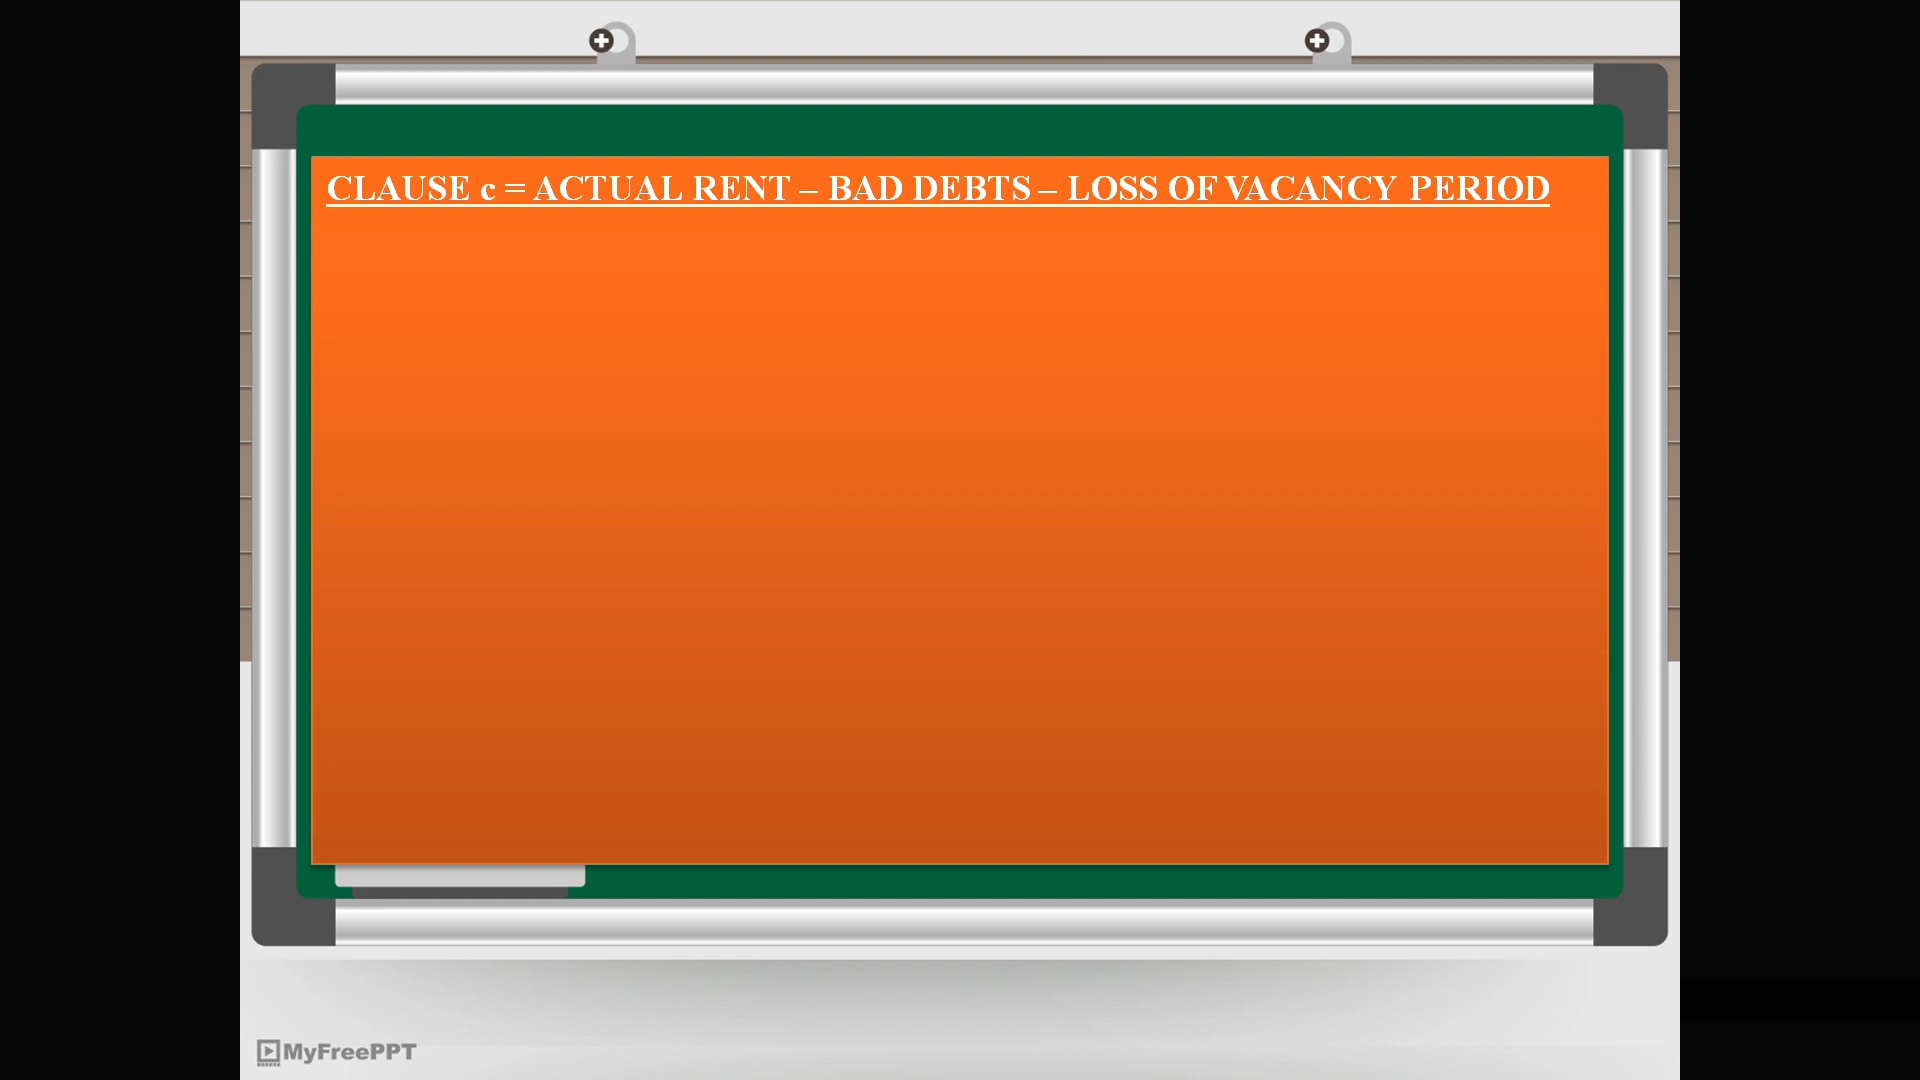 CLAUSE c = ACTUAL RENT – BAD DEBTS – LOSS OF VACANCY PERIOD
MyFreePPT